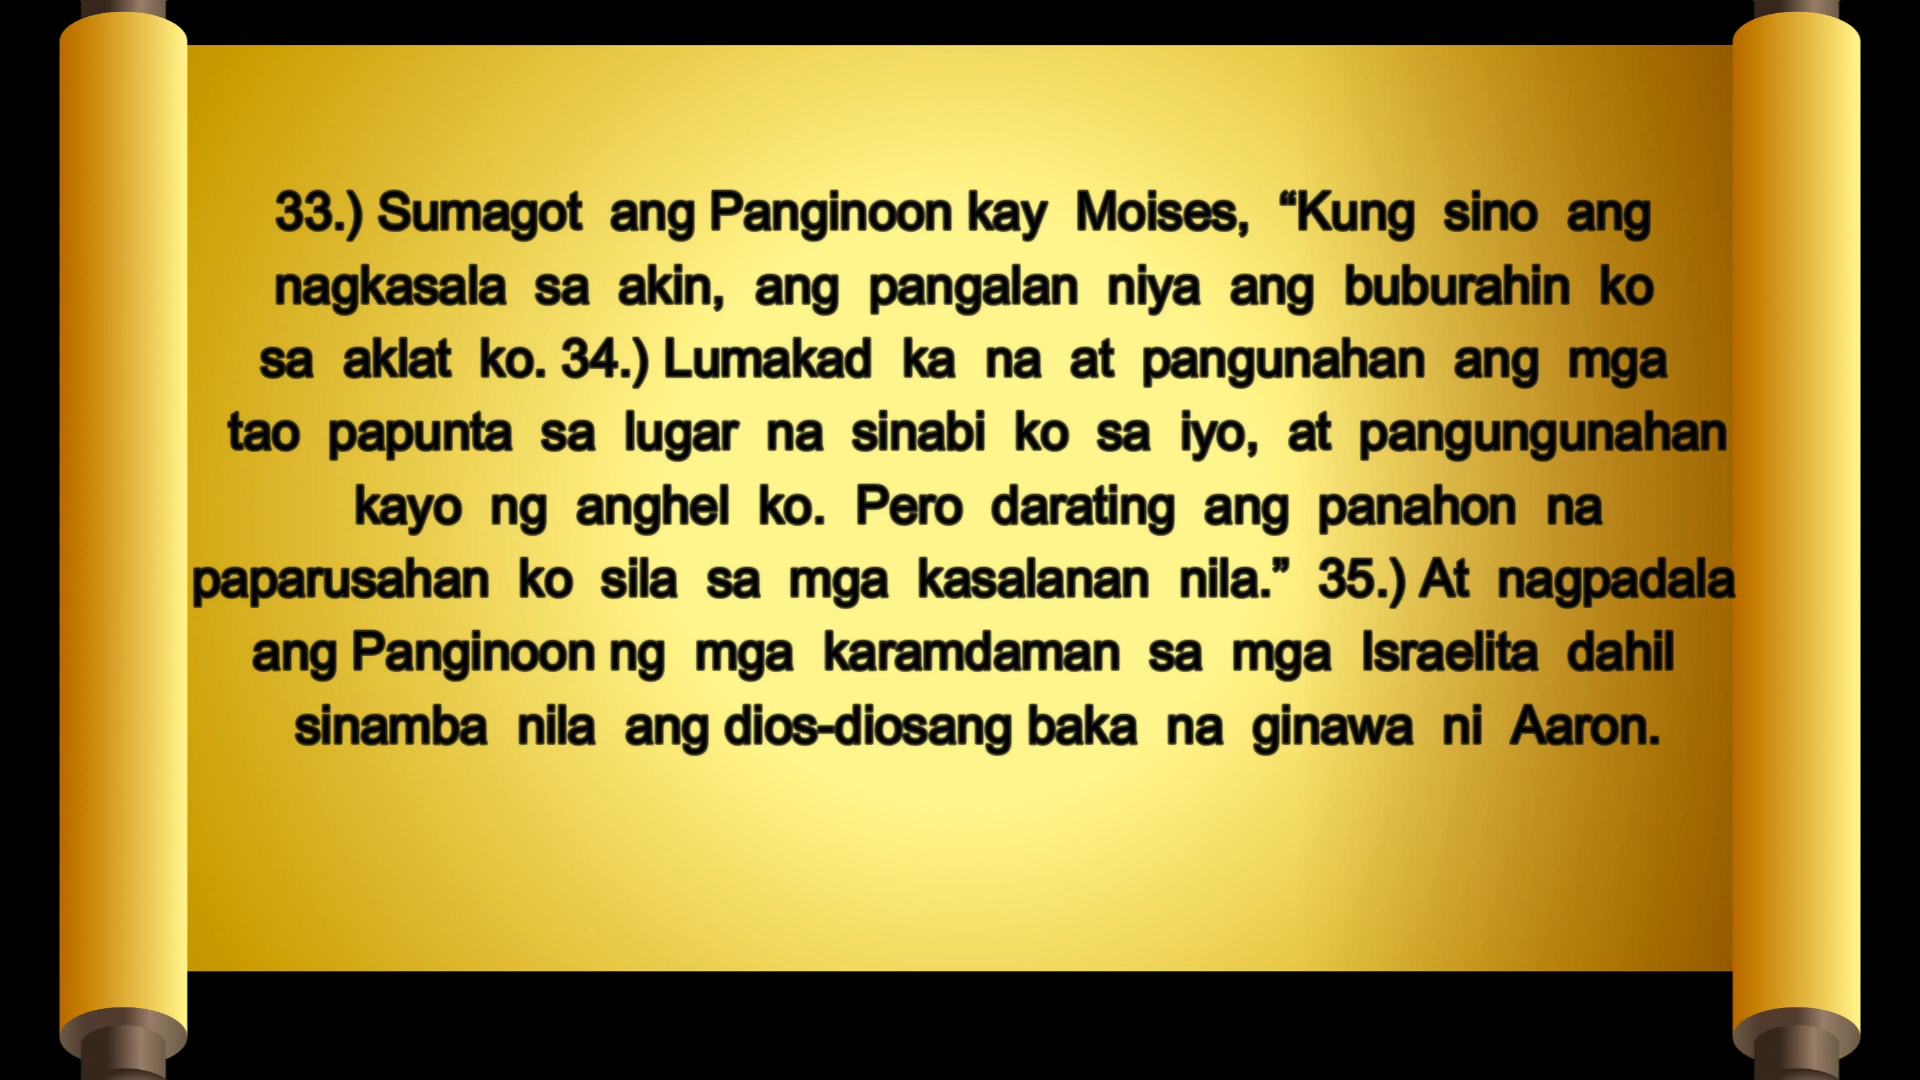 33.) Sumagot ang Panginoon kay Moises, “Kung sino ang
nagkasala sa akin, ang pangalan niya ang buburahin ko
sa aklat ko. 34.) Lumakad ka na at pangunahan ang mga
tao papunta sa lugar na sinabi ko sa iyo, at pangungunahan
kayo ng anghel ko. Pero darating ang panahon na
paparusahan ko sila sa mga kasalanan nila.” 35.) At nagpadala
ang Panginoon ng mga karamdaman sa mga Israelita dahil
sinamba nila ang dios-diosang baka na ginawa ni Aaron.